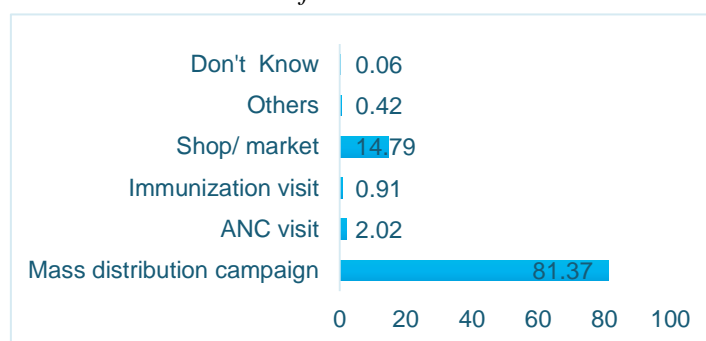 Don't Know 0.06
Others 0.42
Shop/ market 14.79
Immunization visit 0.91
ANC visit 2.02
Mass distribution campaign 81.37
0 20 40 60 80 100